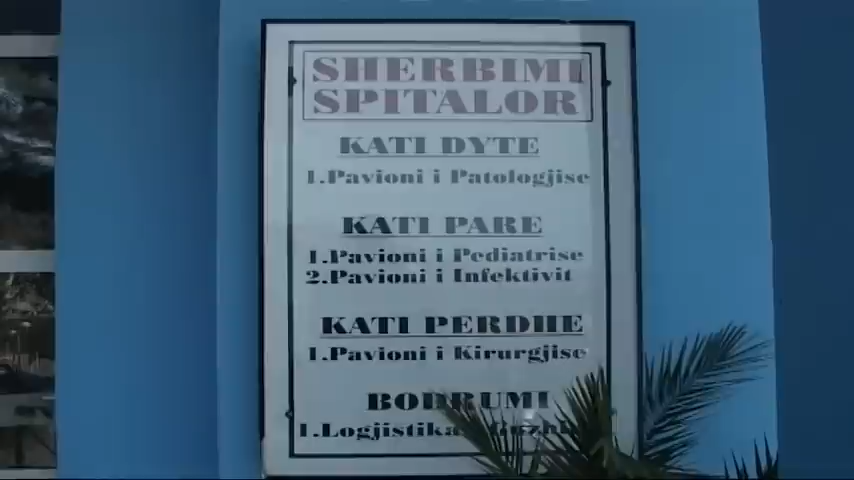 SHERBIMI
SPITALOR
KATI DYTE
1.Pavioni i Patologjise
KATI PARE
1.Pavioni i Pediatrise
2.Pavioni i Infektivit
KATI PERDHE
1.Pavioni i Kirurgjise
BODRUMI
1.Logjistika